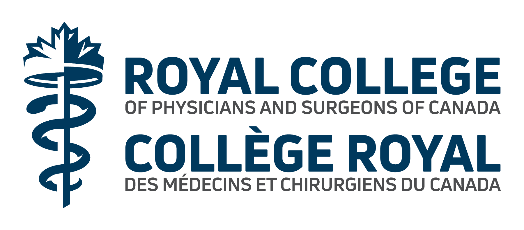 ROYAL COLLEGE
OF PHYSICIANS AND SURGEONS OF CANADA
COLLÈGE ROYAL
DES MÉDECINS ET CHIRURGIENS DU CANADA